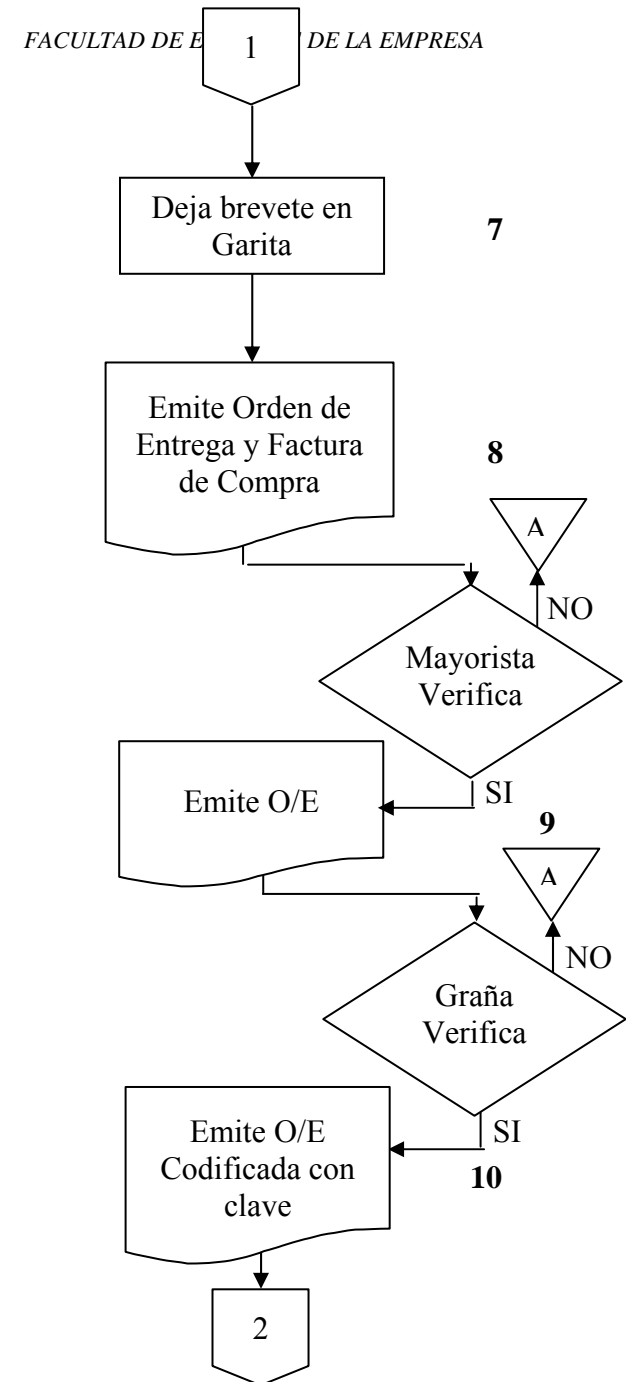 FACULTAD DE E DE LA EMPRESA
1
Deja brevete en
Garita
7
Emite Orden de
Entrega y Factura
de Compra
8
A
NO
Mayorista
Verifica
SI
Emite O/E
9
A
NO
Graña
Verifica
SI
Emite O/E
Codificada con
clave
10
2